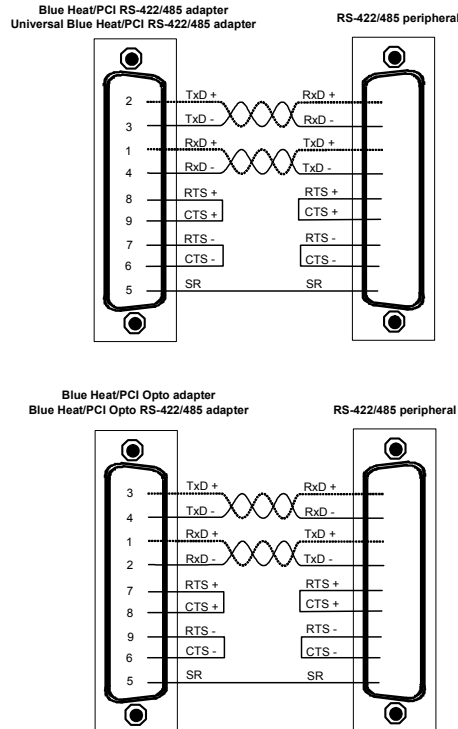 Blue Heat/PCI RS-422/485 adapter
Universal Blue Heat/PCI RS-422/485 adapter
RS-422/485 peripheral
2 TxD + RxD +
3 TxD - RxD -
1 RxD + TxD +
4 RxD - TxD -
8 RTS + RTS +
9 CTS + CTS +
7 RTS - RTS -
6 CTS - CTS -
5 SR SR
Blue Heat/PCI Opto adapter
Blue Heat/PCI Opto RS-422/485 adapter
RS-422/485 peripheral
3 TxD + RxD +
4 TxD - RxD -
1 RxD + TxD +
2 RxD - TxD -
7 RTS + RTS +
8 CTS + CTS +
9 RTS - RTS -
6 CTS - CTS -
5 SR SR